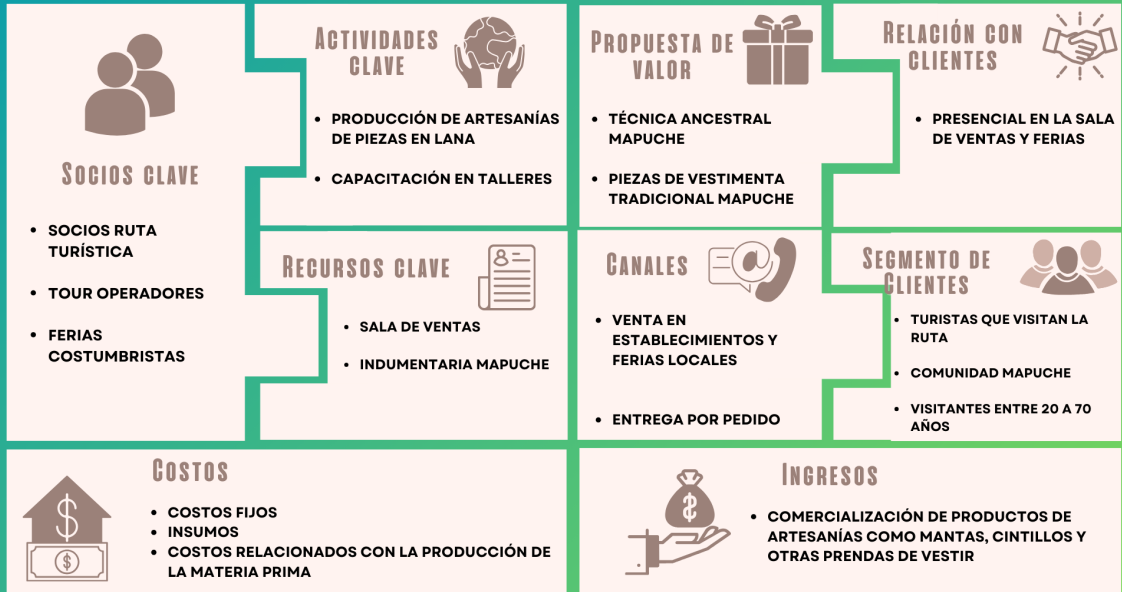 SOCIOS CLAVE
• SOCIOS RUTA
TURÍSTICA
• TOUR OPERADORES
• FERIAS
COSTUMBRISTAS
ACTIVIDADES
CLAVE
• PRODUCCIÓN DE ARTESANÍAS
DE PIEZAS EN LANA
• CAPACITACIÓN EN TALLERES
RECURSOS CLAVE
• SALA DE VENTAS
• INDUMENTARIA MAPUCHE
PROPUESTA DE
VALOR
• TÉCNICA ANCESTRAL
MAPUCHE
• PIEZAS DE VESTIMENTA
TRADICIONAL MAPUCHE
CANALES
• VENTA EN
ESTABLECIMIENTOS Y
FERIAS LOCALES
• ENTREGA POR PEDIDO
RELACIÓN CON
CLIENTES
• PRESENCIAL EN LA SALA
DE VENTAS Y FERIAS
SEGMENTO DE
CLIENTES
• TURISTAS QUE VISITAN LA
RUTA
• COMUNIDAD MAPUCHE
• VISITANTES ENTRE 20 A 70
AÑOS
COSTOS
• COSTOS FIJOS
• INSUMOS
• COSTOS RELACIONADOS CON LA PRODUCCIÓN DE
LA MATERIA PRIMA
INGRESOS
• COMERCIALIZACIÓN DE PRODUCTOS DE
ARTESANÍAS COMO MANTAS, CINTILLOS Y
OTRAS PRENDAS DE VESTIR